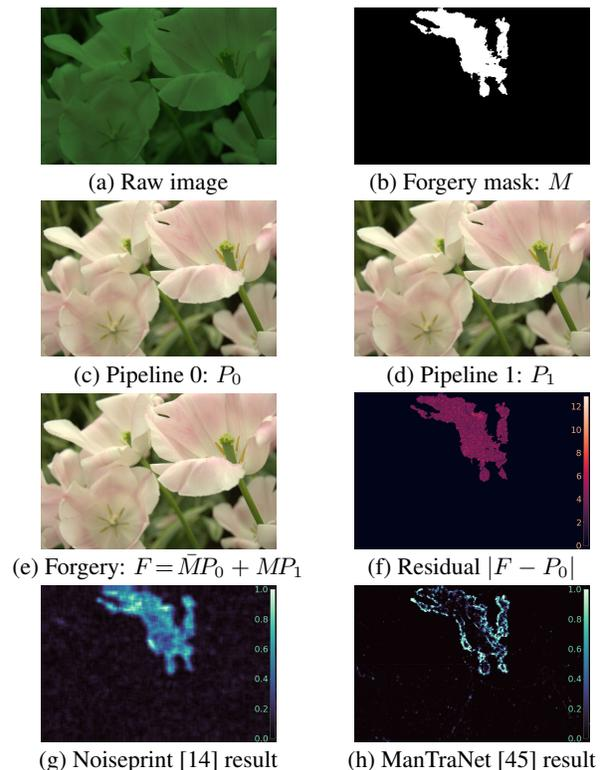 (a) Raw image
(b) Forgery mask: M
(c) Pipeline 0: P₀
(d) Pipeline 1: P₁
12
10
8
6
4
2
0
(e) Forgery: F = M̄P₀ + MP₁
(f) Residual |F − P₀|
1.0
0.8
0.6
0.4
0.2
0.0
1.0
0.8
0.6
0.4
0.2
0.0
(g) Noiseprint [14] result
(h) ManTraNet [45] result